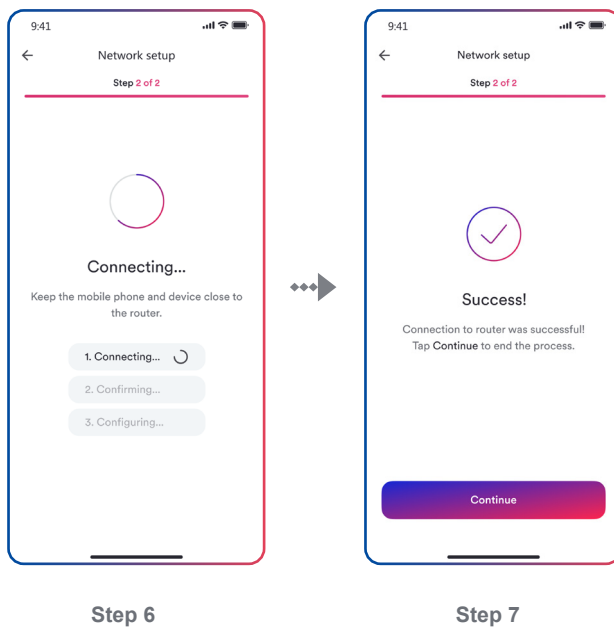 9:41
Network setup
Step 2 of 2
Connecting...
Keep the mobile phone and device close to
the router.
1. Connecting...
2. Confirming...
3. Configuring...
Step 6
9:41
Network setup
Step 2 of 2
Success!
Connection to router was successful!
Tap Continue to end the process.
Continue
Step 7